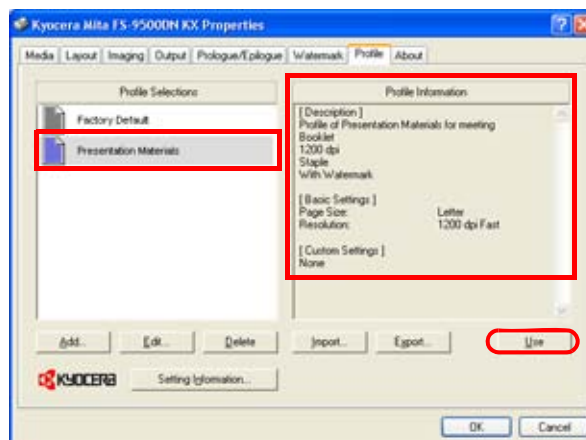 Kyocera Mita FS-9500DN KX Properties
Media Layout Imaging Output Prologue/Epilogue Watermark Profile About
Profile Selections
Factory Default
Presentation Materials
Profile Information
[ Description ]
Profile of Presentation Materials for meeting
Booklet
1200 dpi
Staple
With Watermark
[ Basic Settings ]
Page Size: Letter
Resolution: 1200 dpi Fast
[ Custom Settings ]
None
Add... Edit... Delete Import... Export... Use
KYOCERA Setting Information...
OK Cancel